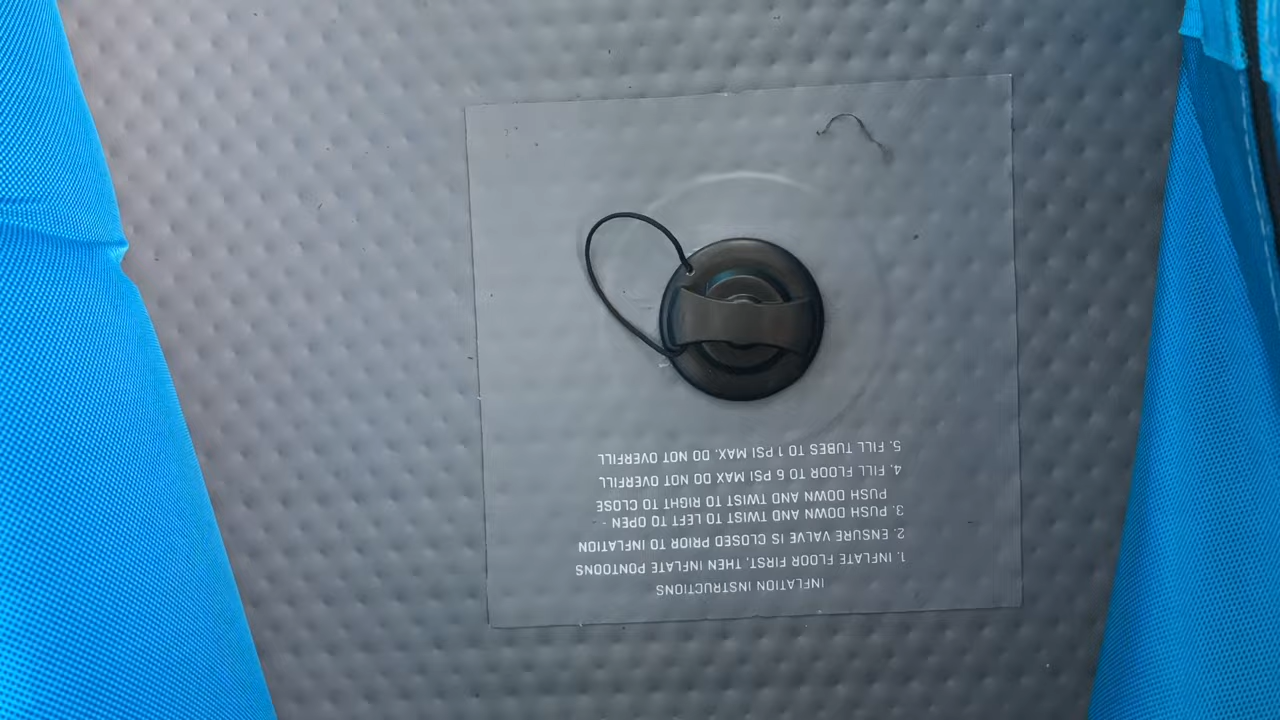 INFLATION INSTRUCTIONS
1. INFLATE FLOOR FIRST, THEN INFLATE PONTOONS
2. ENSURE VALVE IS CLOSED PRIOR TO INFLATION
3. PUSH DOWN AND TWIST TO LEFT TO OPEN -
PUSH DOWN AND TWIST TO RIGHT TO CLOSE
4. FILL FLOOR TO 6 PSI MAX DO NOT OVERFILL
5. FILL TUBES TO 1 PSI MAX. DO NOT OVERFILL